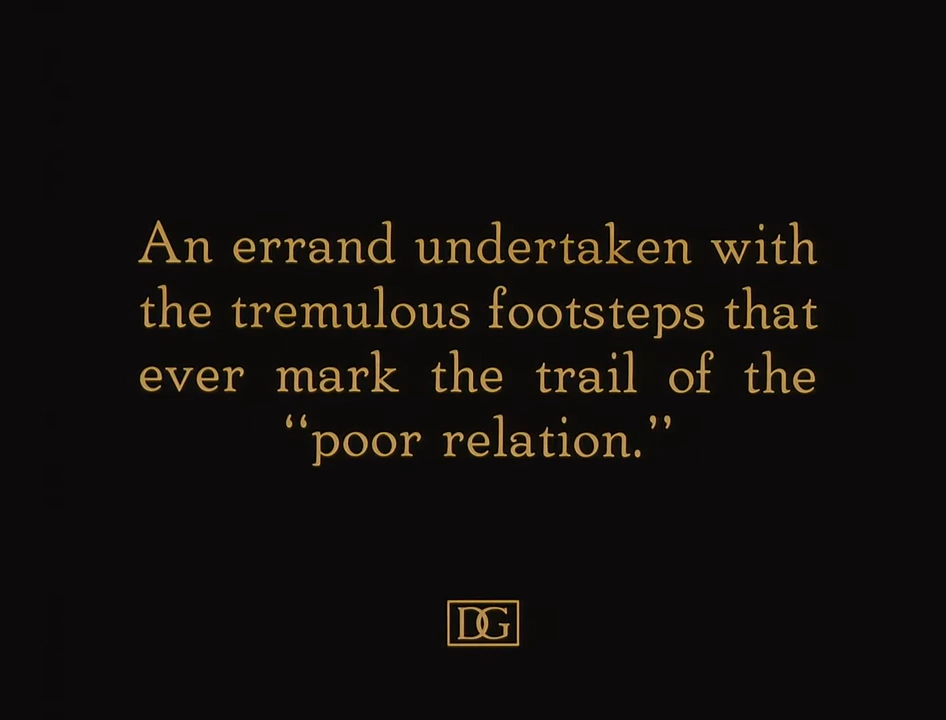 An errand undertaken with
the tremulous footsteps that
ever mark the trail of the
“poor relation.”
DG